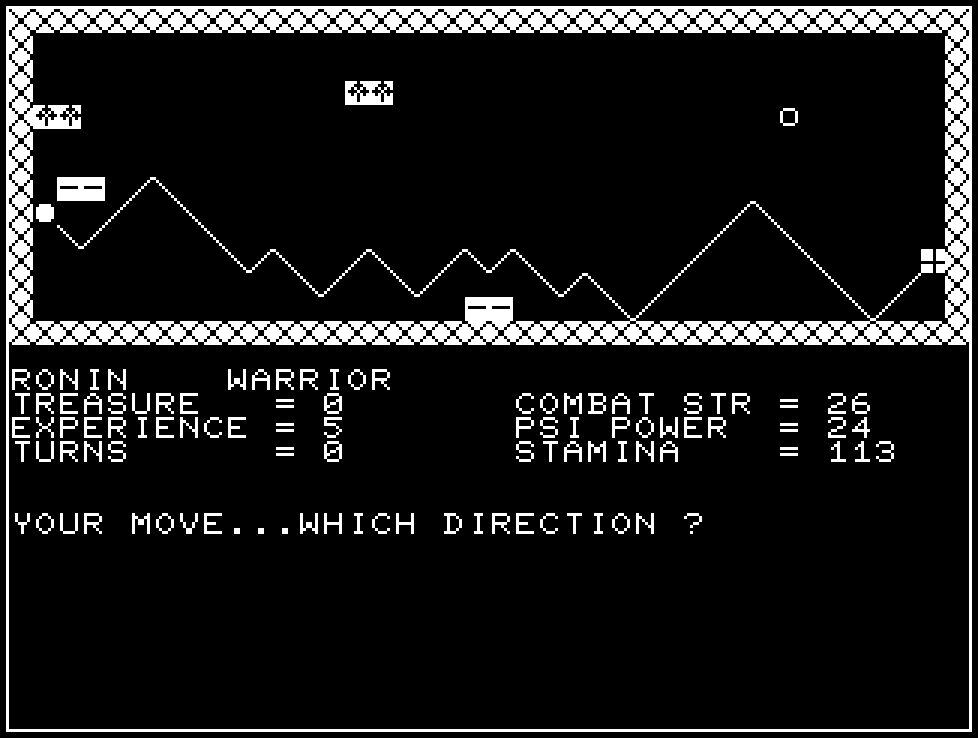 RONIN    WARRIOR
TREASURE   = 0       COMBAT STR = 26
EXPERIENCE = 5       PSI POWER  = 24
TURNS      = 0       STAMINA    = 113
YOUR MOVE...WHICH DIRECTION ?